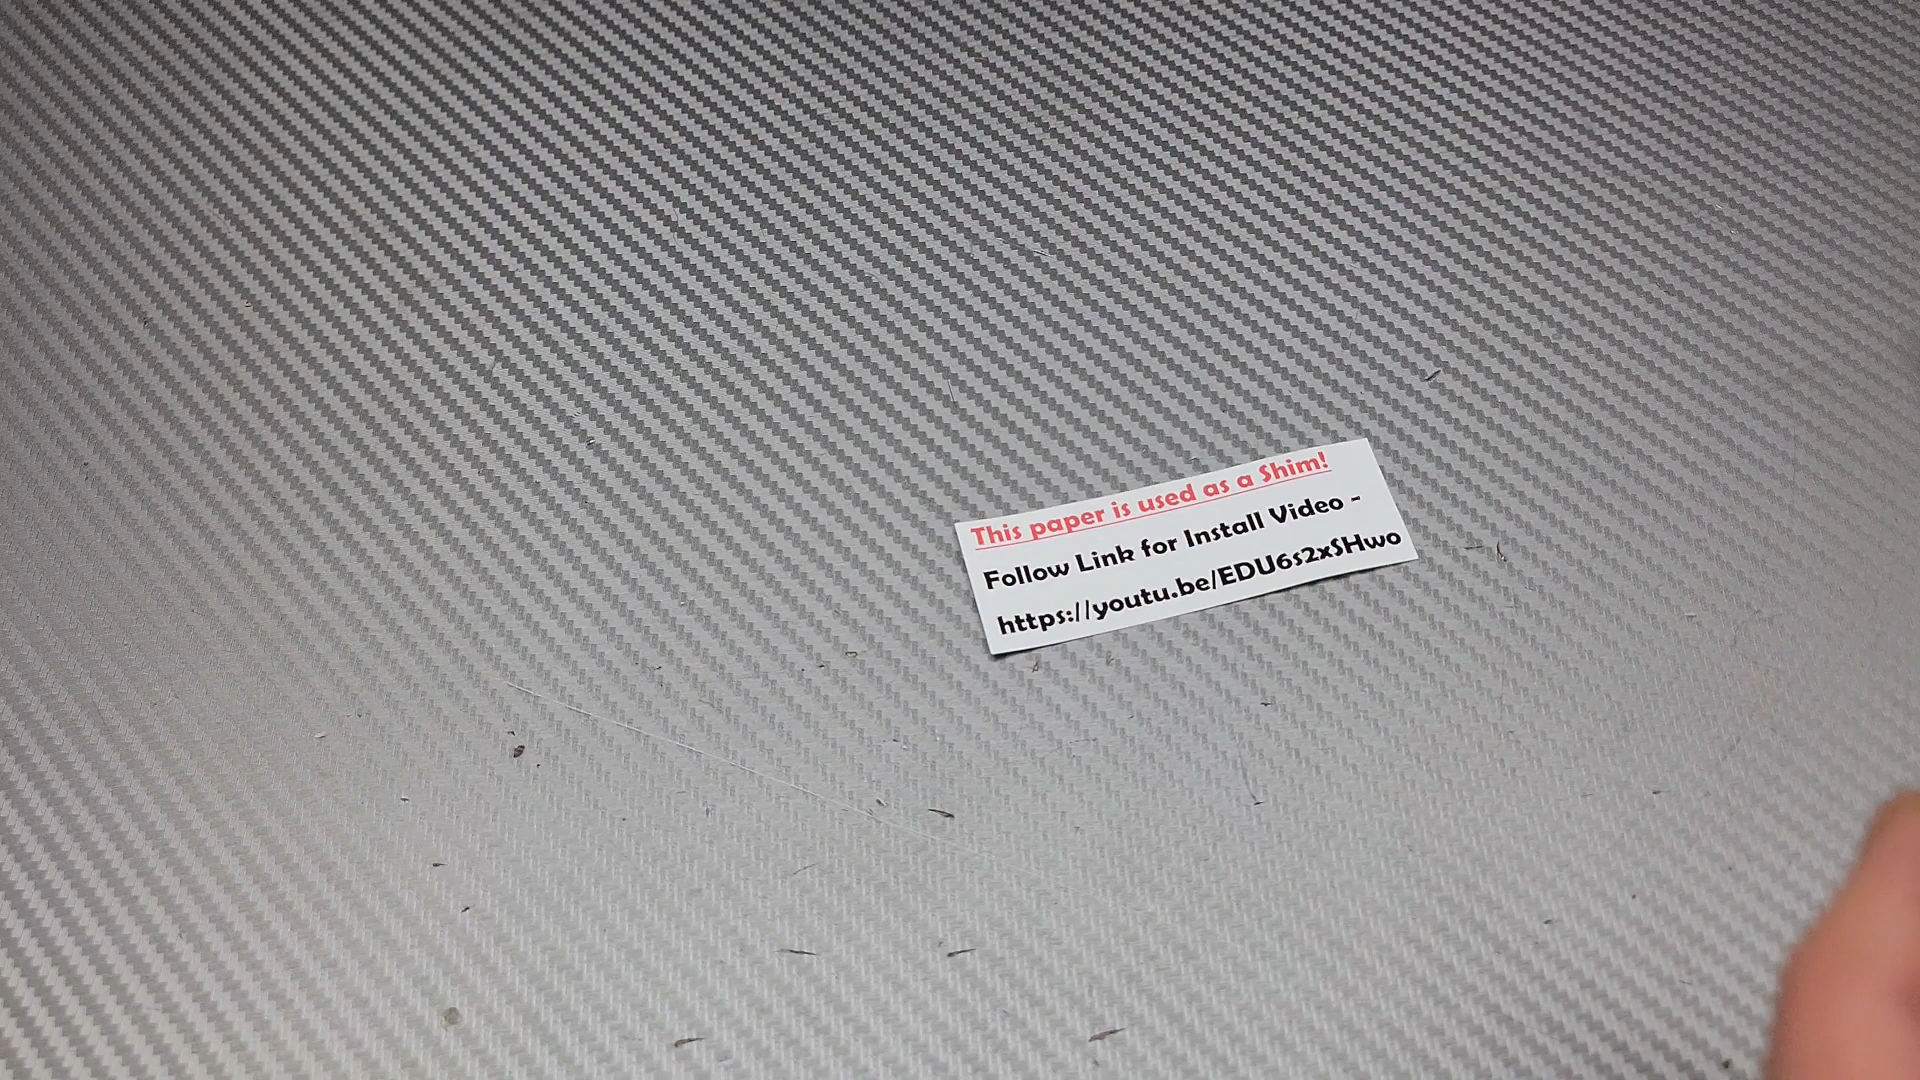 This paper is used as a Shim!
Follow Link for Install Video -
https://youtu.be/EDU6s2xSHwo